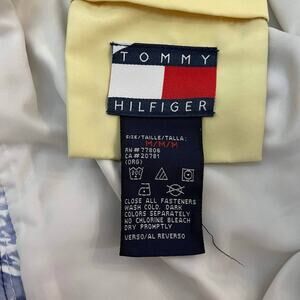 TOMMY
HILFIGER
SIZE/TAILLE/TALLA:
M/M/M
RN#77806
CA#20781
(ORG)
CLOSE ALL FASTENERS
WASH COLD. DARK
COLORS SEPARATELY
NO CHLORINE BLEACH
DRY PROMPTLY
VERSO/AL REVERSO